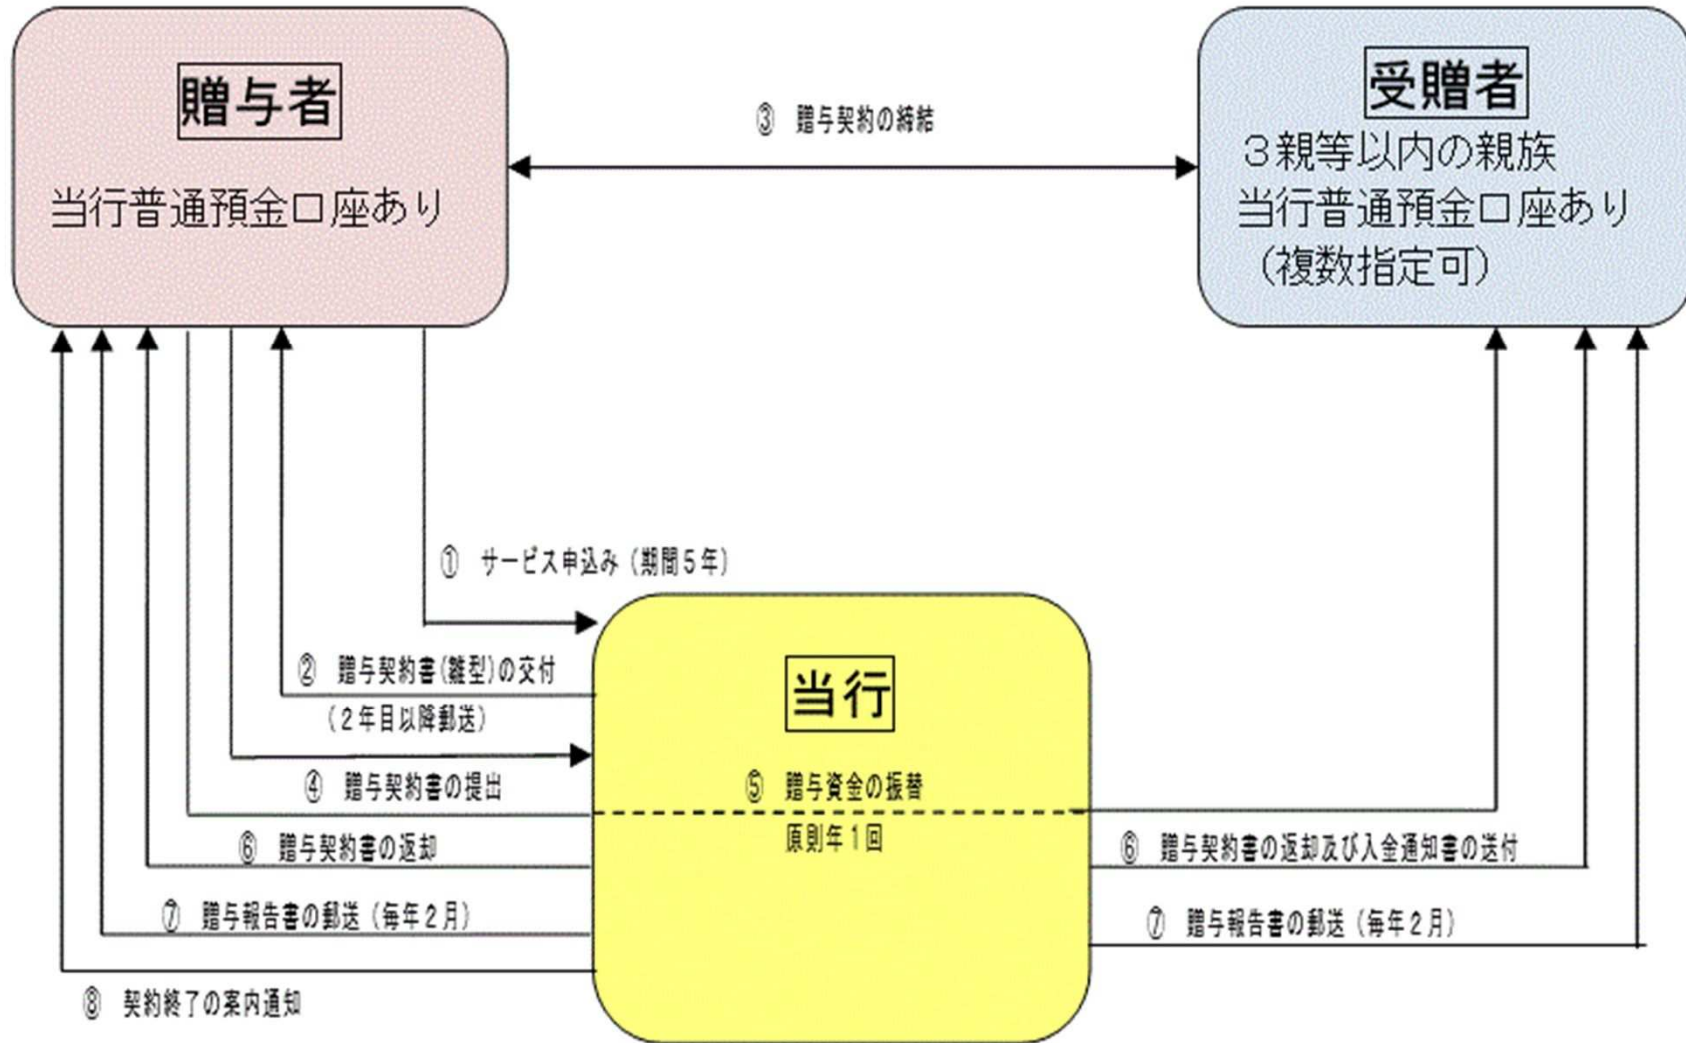 贈与者
当行普通預金口座あり
③ 贈与契約の締結
受贈者
３親等以内の親族
当行普通預金口座あり
（複数指定可）
① サービス申込み（期間５年）
② 贈与契約書(雛型)の交付
（２年目以降郵送）
④ 贈与契約書の提出
⑥ 贈与契約書の返却
⑦ 贈与報告書の郵送（毎年２月）
⑧ 契約終了の案内通知
当行
⑤ 贈与資金の振替
原則年１回
⑥ 贈与契約書の返却及び入金通知書の送付
⑦ 贈与報告書の郵送（毎年２月）